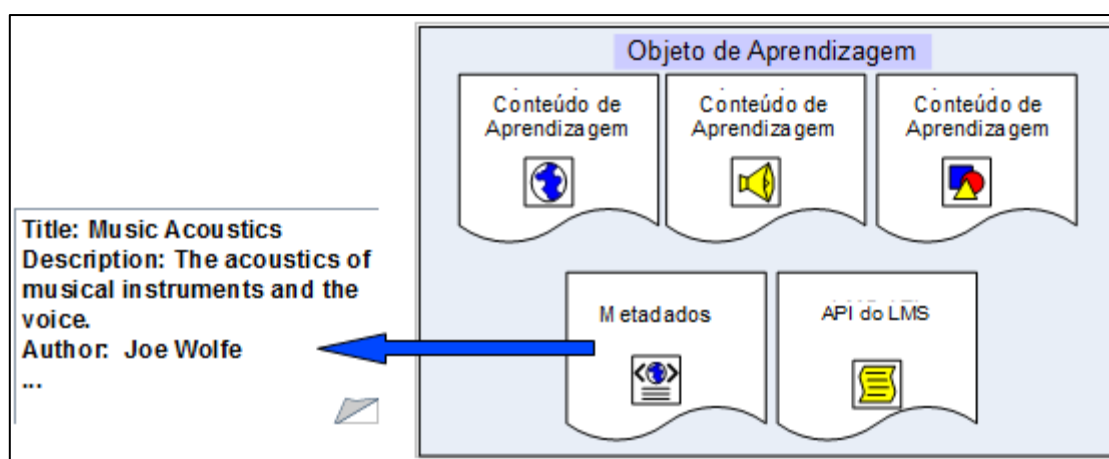 Objeto de Aprendizagem
Conteúdo de
Aprendizagem
Conteúdo de
Aprendizagem
Conteúdo de
Aprendizagem
Title: Music Acoustics
Description: The acoustics of
musical instruments and the
voice.
Author: Joe Wolfe
...
Metadados
API do LMS